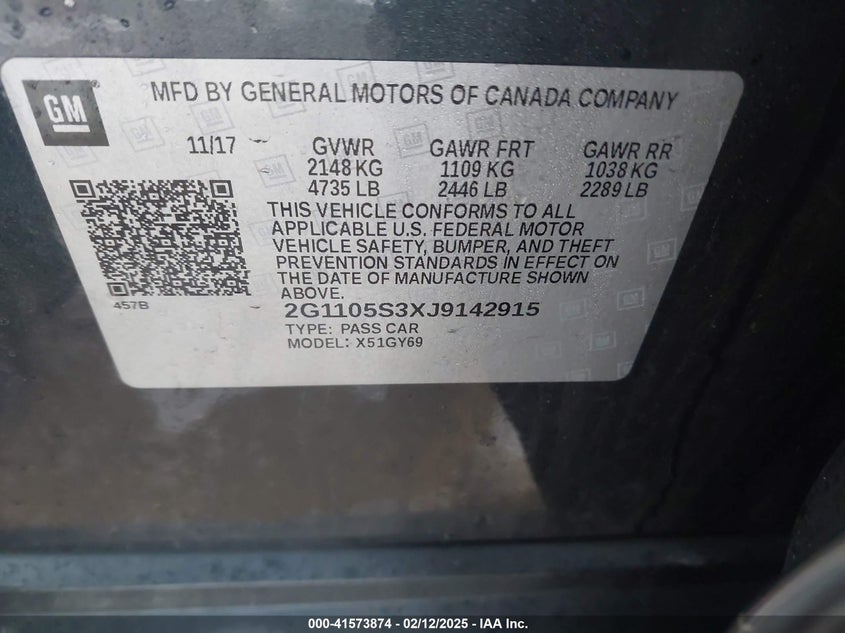 GM
MFD BY GENERAL MOTORS OF CANADA COMPANY
11/17 GVWR GAWR FRT GAWR RR
2148 KG 1109 KG 1038 KG
4735 LB 2446 LB 2289 LB
THIS VEHICLE CONFORMS TO ALL
APPLICABLE U.S. FEDERAL MOTOR
VEHICLE SAFETY, BUMPER, AND THEFT
PREVENTION STANDARDS IN EFFECT ON
THE DATE OF MANUFACTURE SHOWN
ABOVE.
457B
2G1105S3XJ9142915
TYPE: PASS CAR
MODEL: X51GY69
000-41573874 - 02/12/2025 - IAA Inc.